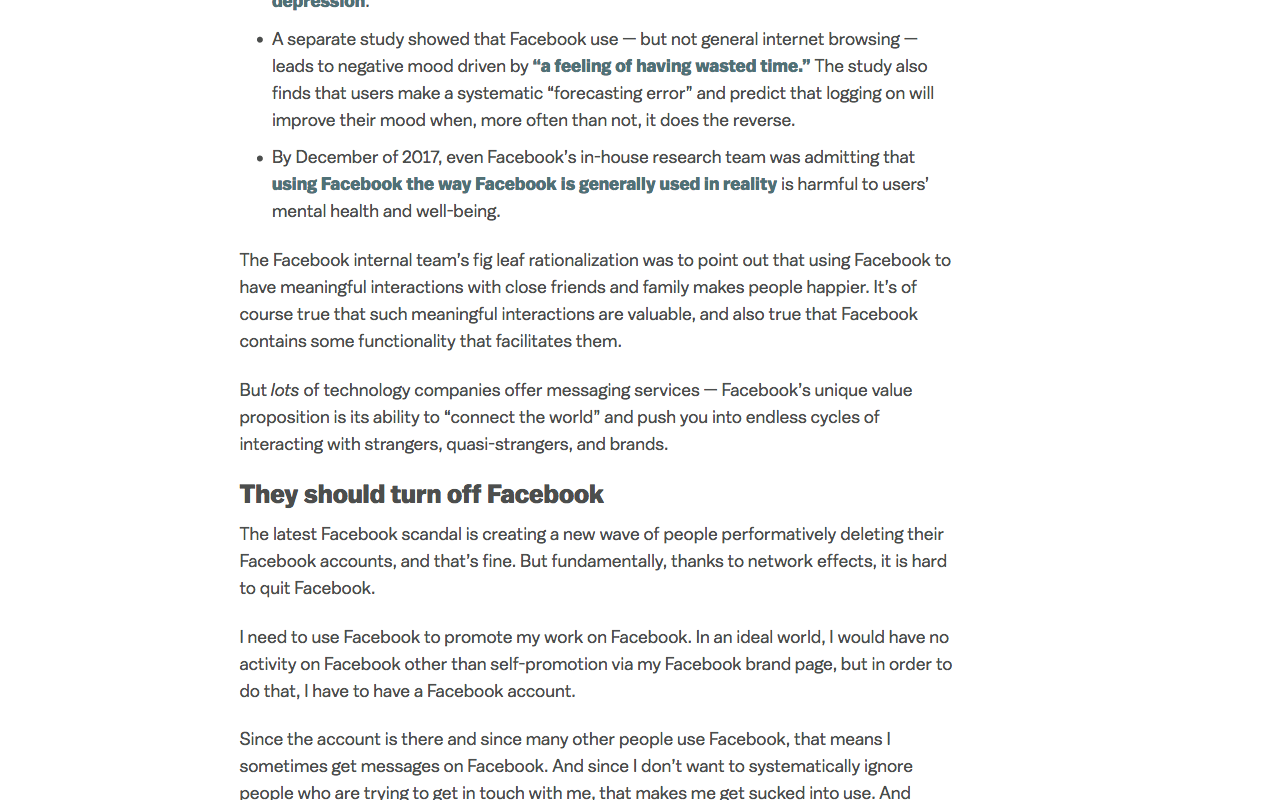 depression.
A separate study showed that Facebook use — but not general internet browsing —
leads to negative mood driven by “a feeling of having wasted time.” The study also
finds that users make a systematic “forecasting error” and predict that logging on will
improve their mood when, more often than not, it does the reverse.
By December of 2017, even Facebook’s in-house research team was admitting that
using Facebook the way Facebook is generally used in reality is harmful to users’
mental health and well-being.
The Facebook internal team’s fig leaf rationalization was to point out that using Facebook to
have meaningful interactions with close friends and family makes people happier. It’s of
course true that such meaningful interactions are valuable, and also true that Facebook
contains some functionality that facilitates them.
But lots of technology companies offer messaging services — Facebook’s unique value
proposition is its ability to “connect the world” and push you into endless cycles of
interacting with strangers, quasi-strangers, and brands.
They should turn off Facebook
The latest Facebook scandal is creating a new wave of people performatively deleting their
Facebook accounts, and that’s fine. But fundamentally, thanks to network effects, it is hard
to quit Facebook.
I need to use Facebook to promote my work on Facebook. In an ideal world, I would have no
activity on Facebook other than self-promotion via my Facebook brand page, but in order to
do that, I have to have a Facebook account.
Since the account is there and since many other people use Facebook, that means I
sometimes get messages on Facebook. And since I don’t want to systematically ignore
people who are trying to get in touch with me, that makes me get sucked into use. And